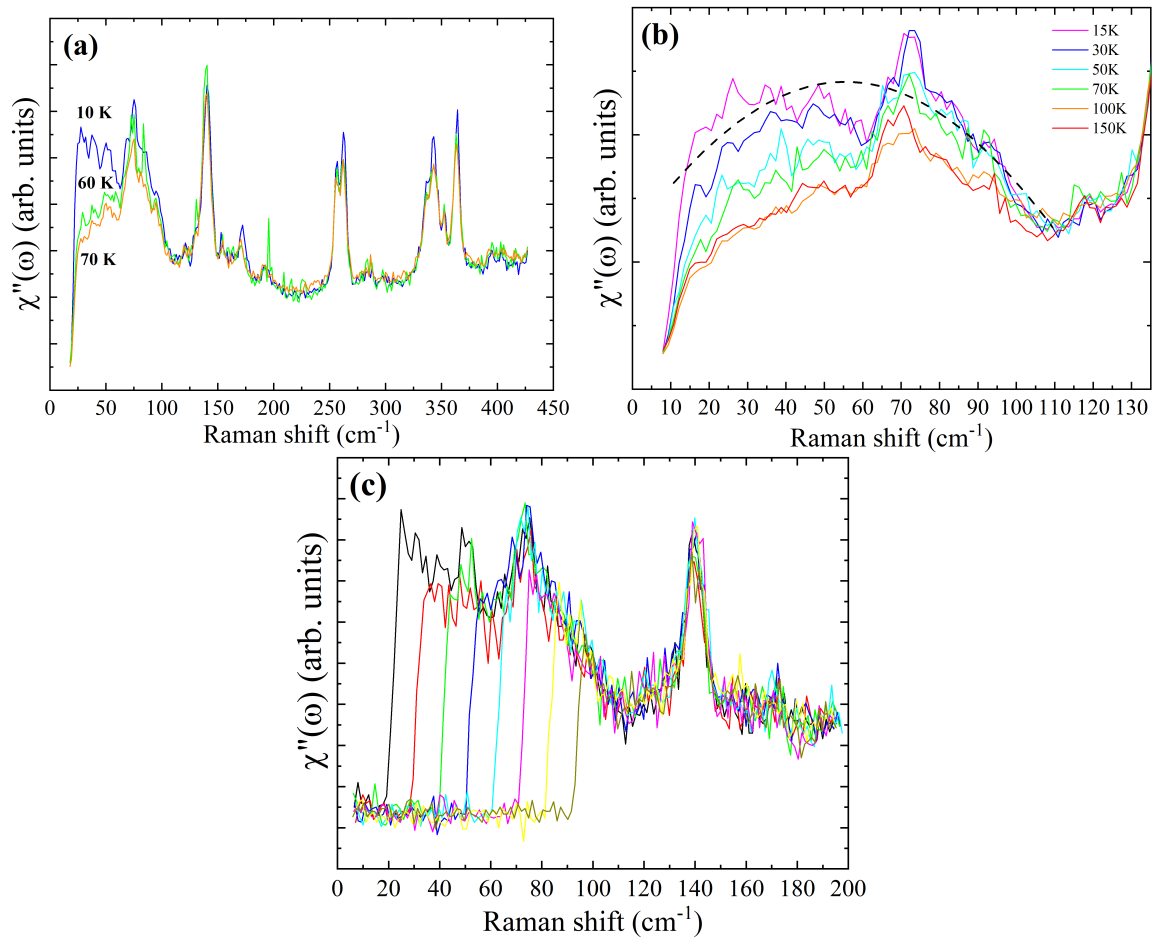 (a)
10 K
60 K
70 K
χ''(ω) (arb. units)
0 50 100 150 200 250 300 350 400 450
Raman shift (cm⁻¹)
(b)
15K
30K
50K
70K
100K
150K
χ''(ω) (arb. units)
0 10 20 30 40 50 60 70 80 90 100 110 120 130
Raman shift (cm⁻¹)
(c)
χ''(ω) (arb. units)
0 20 40 60 80 100 120 140 160 180 200
Raman shift (cm⁻¹)